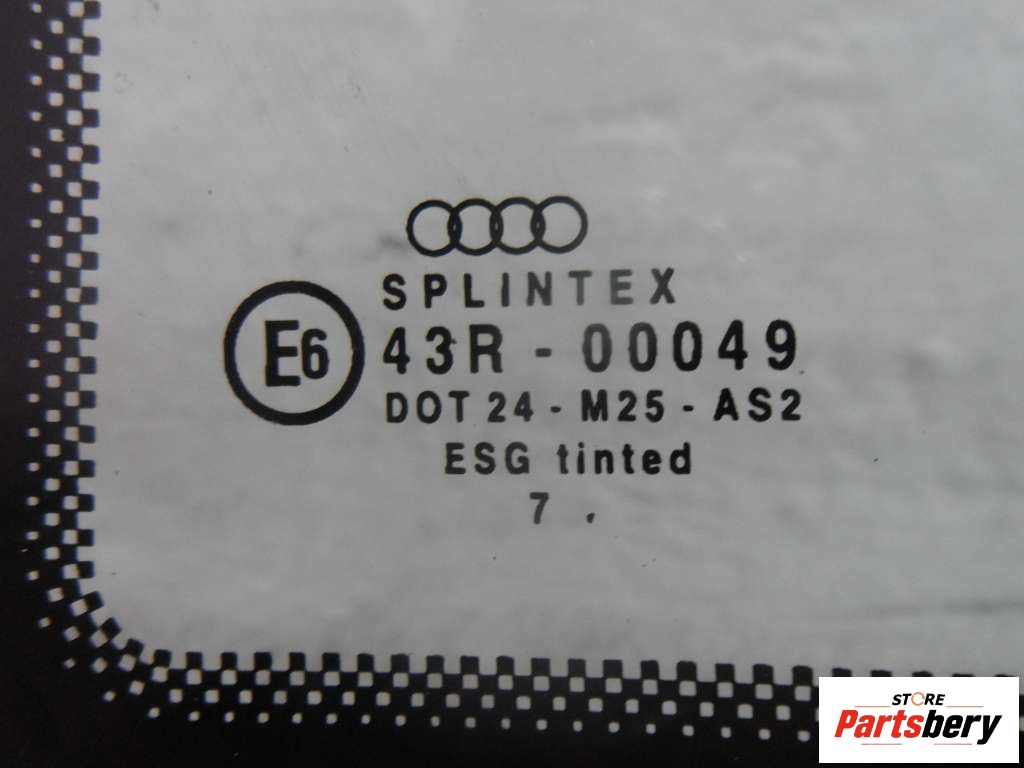 SPLINTEX
E6
43R - 00049
DOT 24 - M25 - AS2
ESG tinted
7 .
STORE
Partsbery